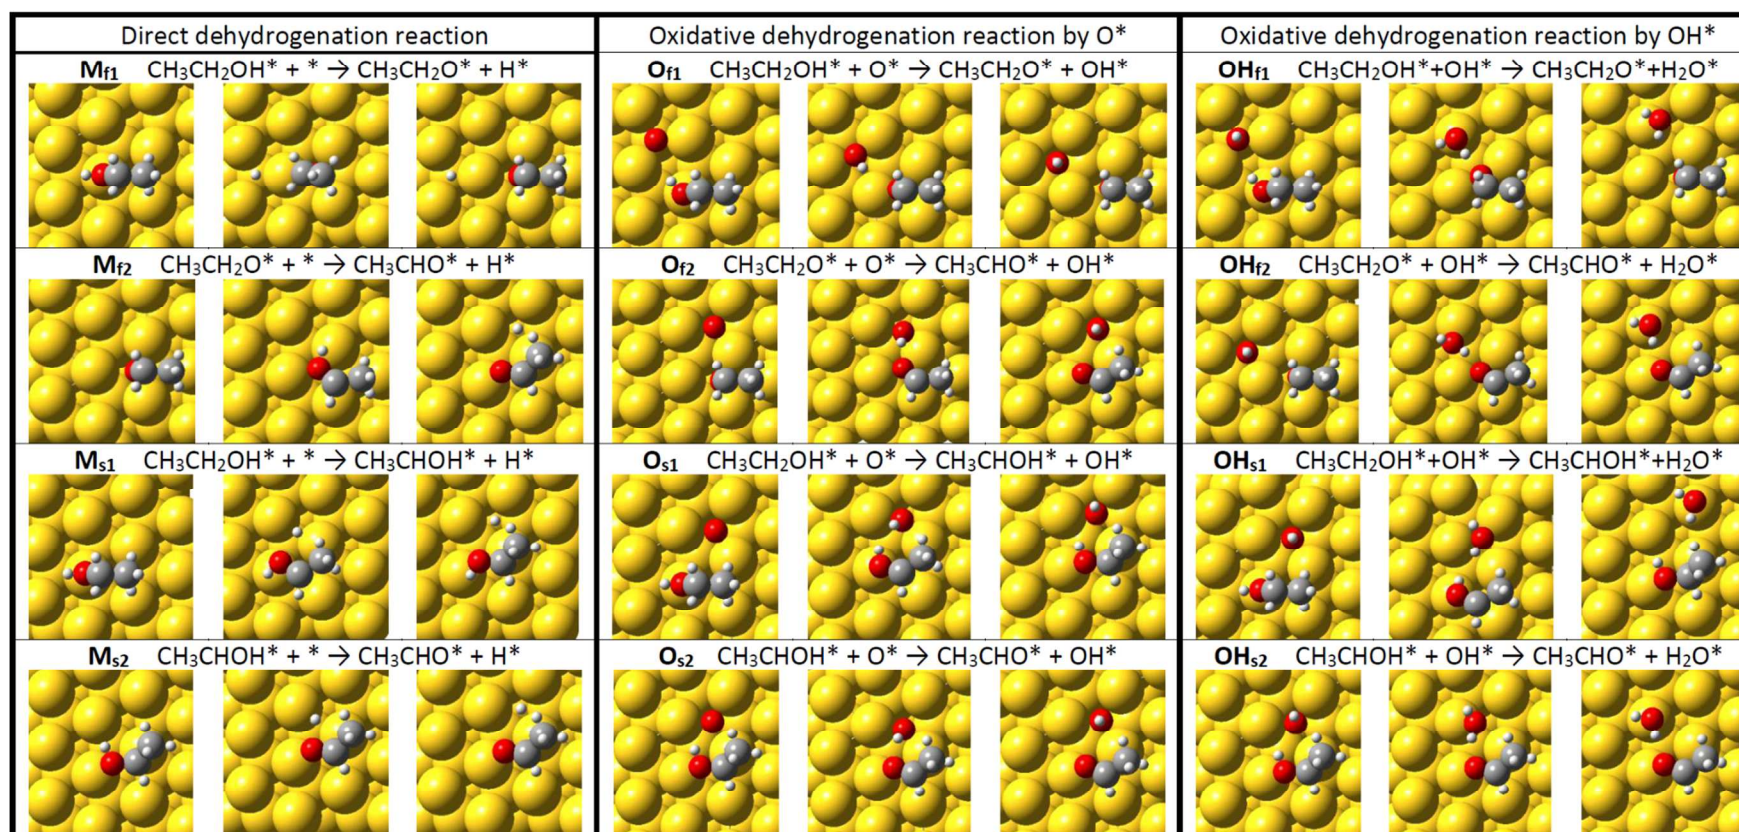 Direct dehydrogenation reaction
Oxidative dehydrogenation reaction by O*
Oxidative dehydrogenation reaction by OH*
Mf1 CH3CH2OH* + * → CH3CH2O* + H*
Of1 CH3CH2OH* + O* → CH3CH2O* + OH*
OHf1 CH3CH2OH*+OH* → CH3CH2O*+H2O*
Mf2 CH3CH2O* + * → CH3CHO* + H*
Of2 CH3CH2O* + O* → CH3CHO* + OH*
OHf2 CH3CH2O* + OH* → CH3CHO* + H2O*
Ms1 CH3CH2OH* + * → CH3CHOH* + H*
Os1 CH3CH2OH* + O* → CH3CHOH* + OH*
OHs1 CH3CH2OH*+OH* → CH3CHOH*+H2O*
Ms2 CH3CHOH* + * → CH3CHO* + H*
Os2 CH3CHOH* + O* → CH3CHO* + OH*
OHs2 CH3CHOH* + OH* → CH3CHO* + H2O*